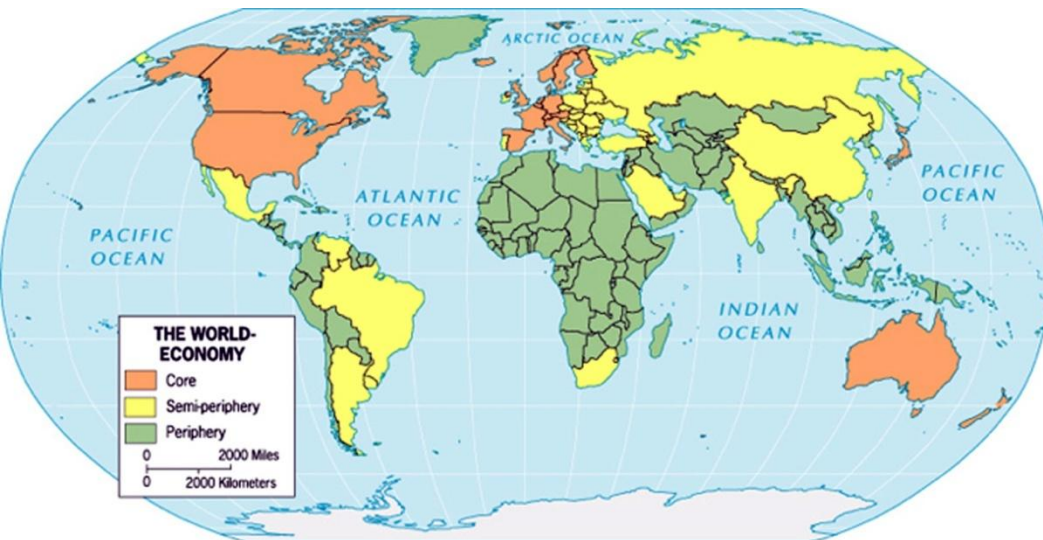 ARCTIC OCEAN
ATLANTIC
OCEAN
PACIFIC
OCEAN
PACIFIC
OCEAN
INDIAN
OCEAN
THE WORLD-
ECONOMY
Core
Semi-periphery
Periphery
0 2000 Miles
0 2000 Kilometers